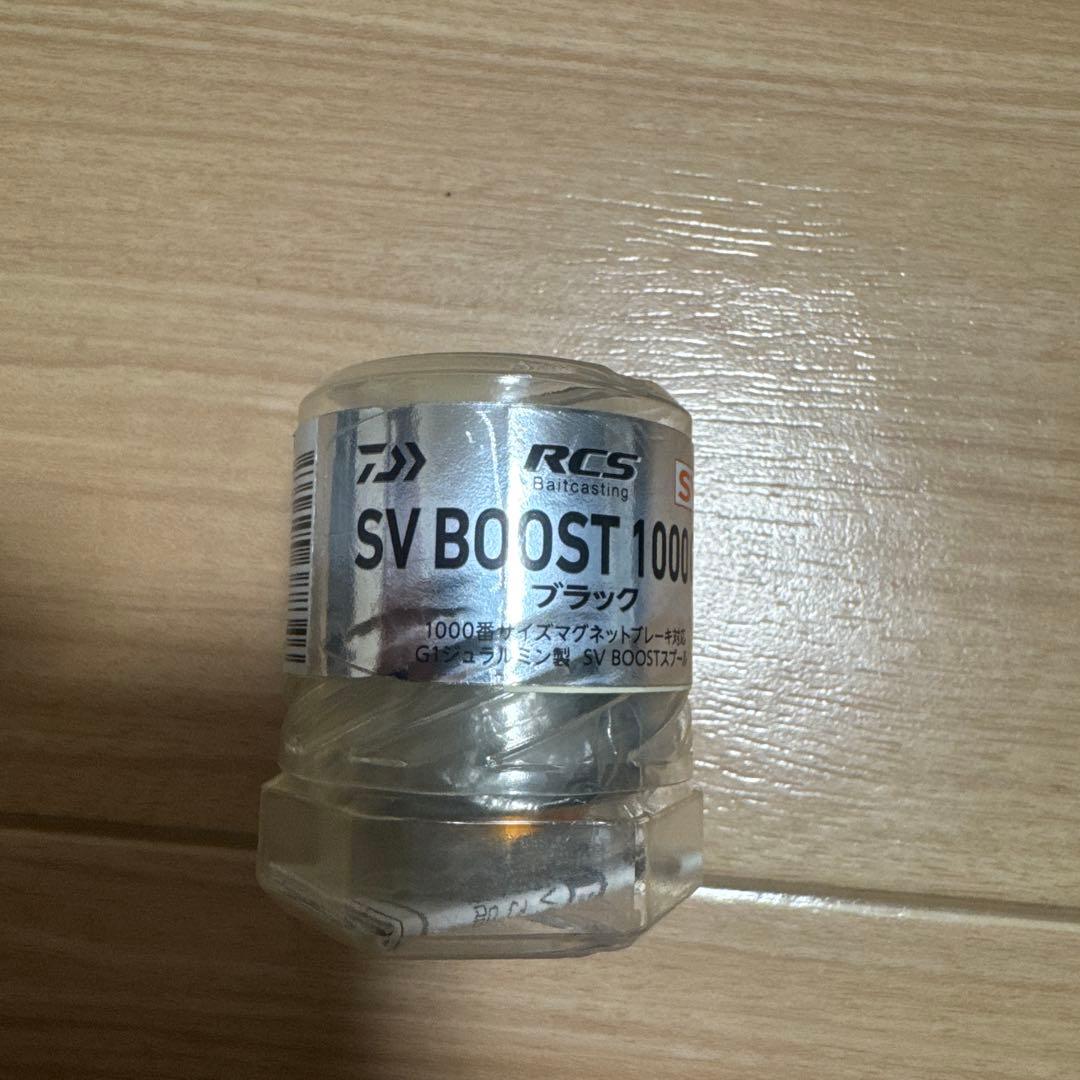 RCS
Baitcasting
S
SV BOOST 1000
ブラック
1000番サイズマグネットブレーキ対応
G1ジュラルミン製 SV BOOSTスプール